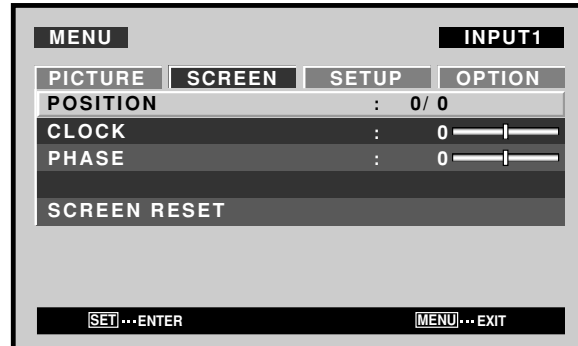 MENU INPUT1
PICTURE SCREEN SETUP OPTION
POSITION : 0/ 0
CLOCK : 0
PHASE : 0
SCREEN RESET
SET ··· ENTER MENU ··· EXIT